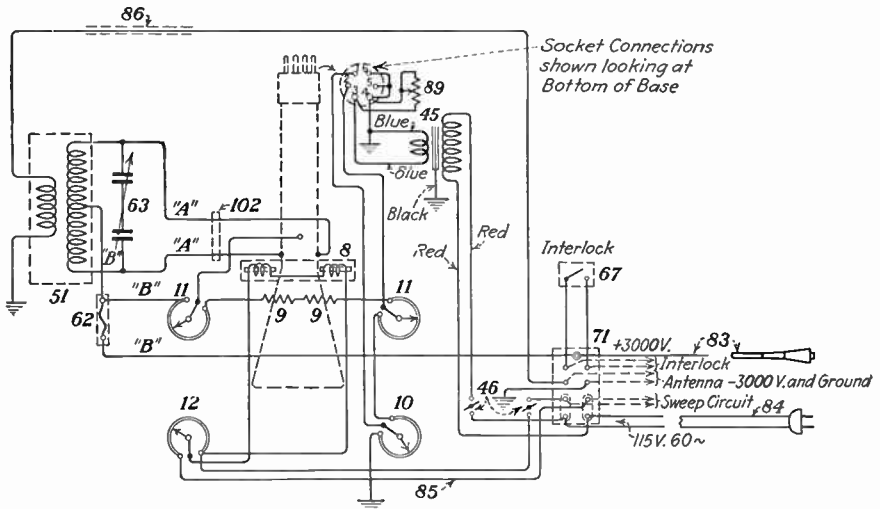 86
Socket Connections
shown looking at
Bottom of Base
89
45
Blue
Blue
Black
Red
Red
63
"A"
102
"A"
"B"
51
8
Interlock
67
62
"B"
11
9
9
11
"B"
71
+3000V.
83
Interlock
Antenna -3000 V. and Ground
Sweep Circuit
46
84
115V. 60~
12
10
85